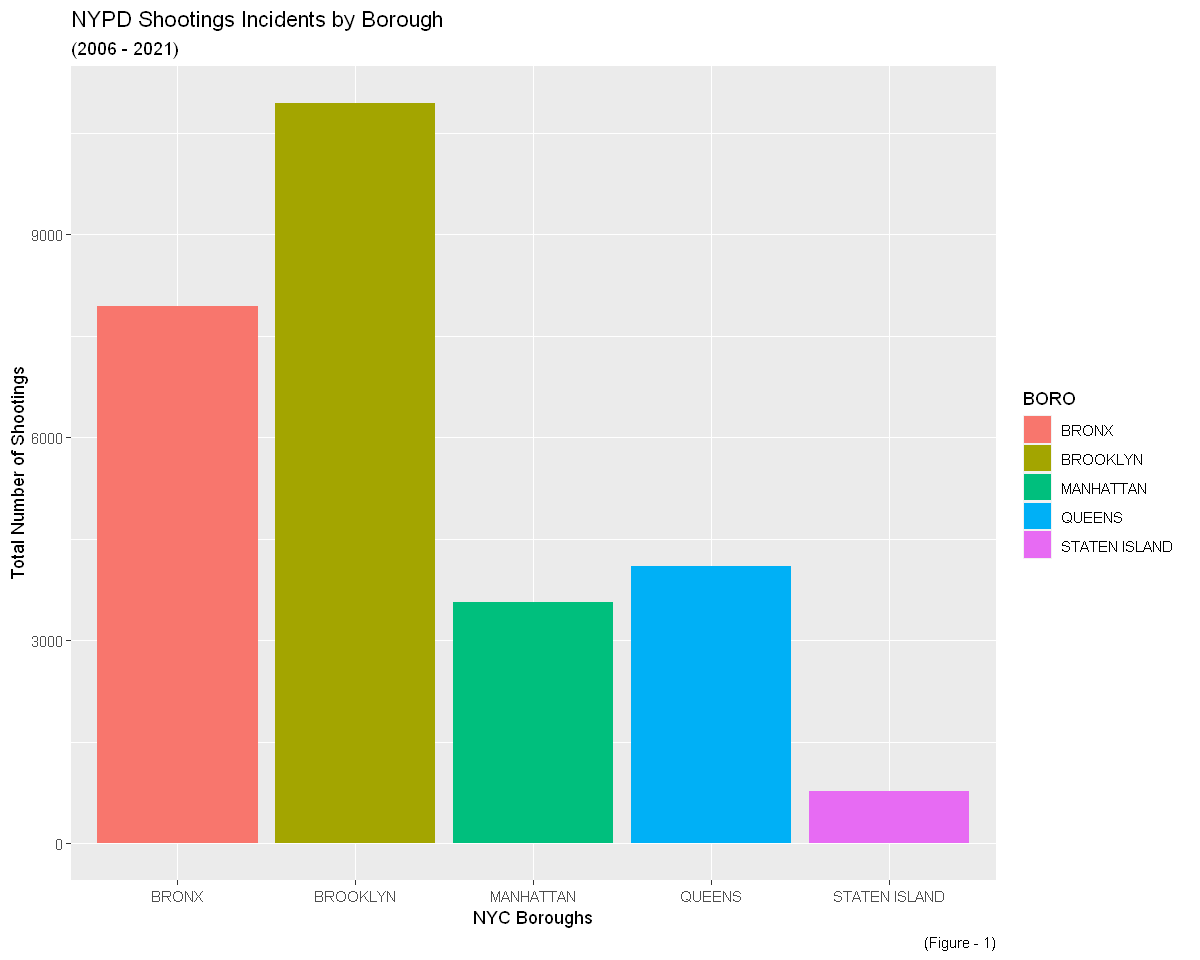 NYPD Shootings Incidents by Borough
(2006 - 2021)
Total Number of Shootings
9000
6000
3000
0
BRONX
BROOKLYN
MANHATTAN
QUEENS
STATEN ISLAND
NYC Boroughs
BORO
BRONX
BROOKLYN
MANHATTAN
QUEENS
STATEN ISLAND
(Figure - 1)